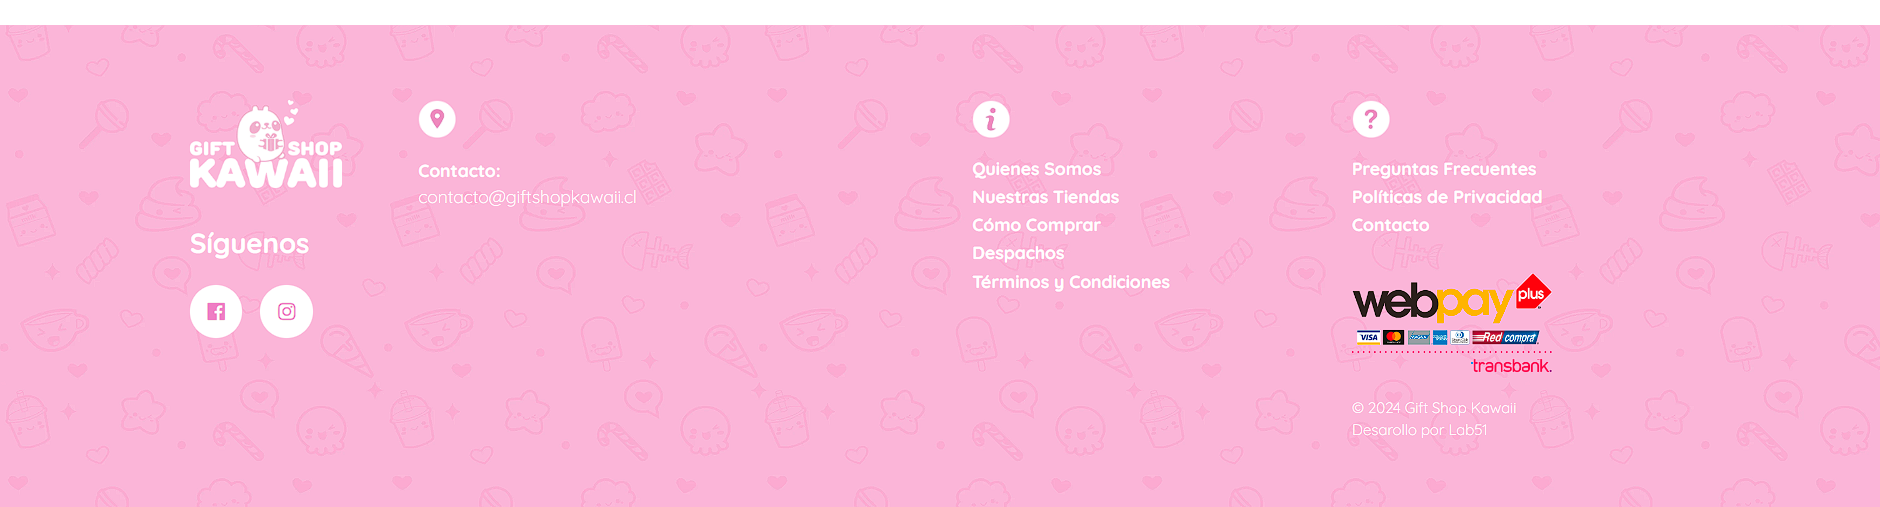 GIFT SHOP
KAWAII
Síguenos
Contacto:
contacto@giftshopkawaii.cl
Quienes Somos
Nuestras Tiendas
Cómo Comprar
Despachos
Términos y Condiciones
Preguntas Frecuentes
Políticas de Privacidad
Contacto
webpay plus
VISA Red compra
transbank.
© 2024 Gift Shop Kawaii
Desarollo por Lab51